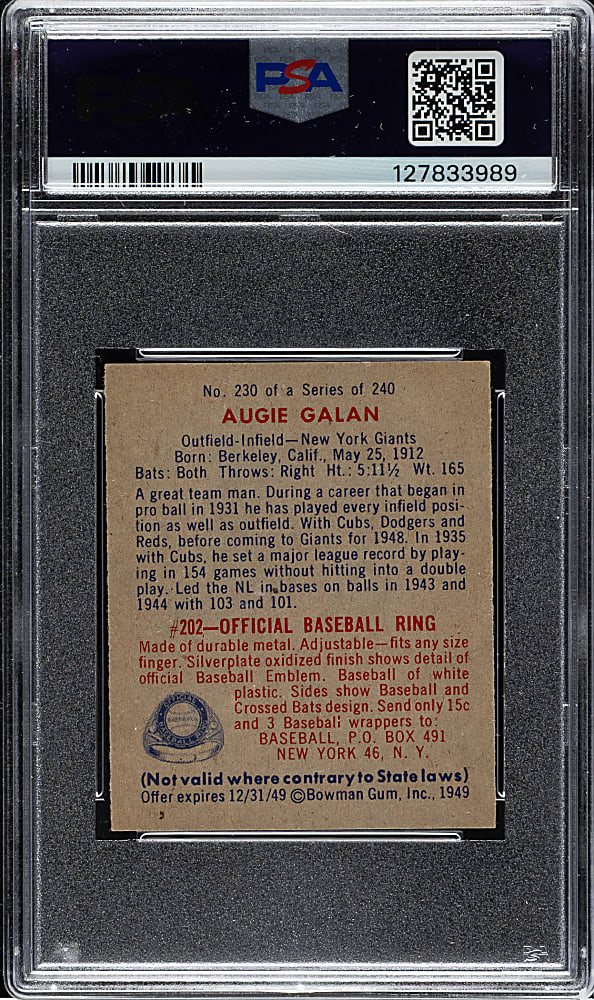 PSA
127833989
No. 230 of a Series of 240
AUGIE GALAN
Outfield-Infield—New York Giants
Born: Berkeley, Calif., May 25, 1912
Bats: Both Throws: Right Ht.: 5:11½ Wt. 165
A great team man. During a career that began in
pro ball in 1931 he has played every infield posi-
tion as well as outfield. With Cubs, Dodgers and
Reds, before coming to Giants for 1948. In 1935
with Cubs, he set a major league record by play-
ing in 154 games without hitting into a double
play. Led the NL in bases on balls in 1943 and
1944 with 103 and 101.
#202—OFFICIAL BASEBALL RING
Made of durable metal. Adjustable—fits any size
finger. Silverplate oxidized finish shows detail of
official Baseball Emblem. Baseball of white
plastic. Sides show Baseball and
Crossed Bats design. Send only 15c
and 3 Baseball wrappers to:
BASEBALL, P.O. BOX 491
NEW YORK 46, N. Y.
OFFICIAL
BASEBALL
(Not valid where contrary to State laws)
Offer expires 12/31/49 ©Bowman Gum, Inc., 1949